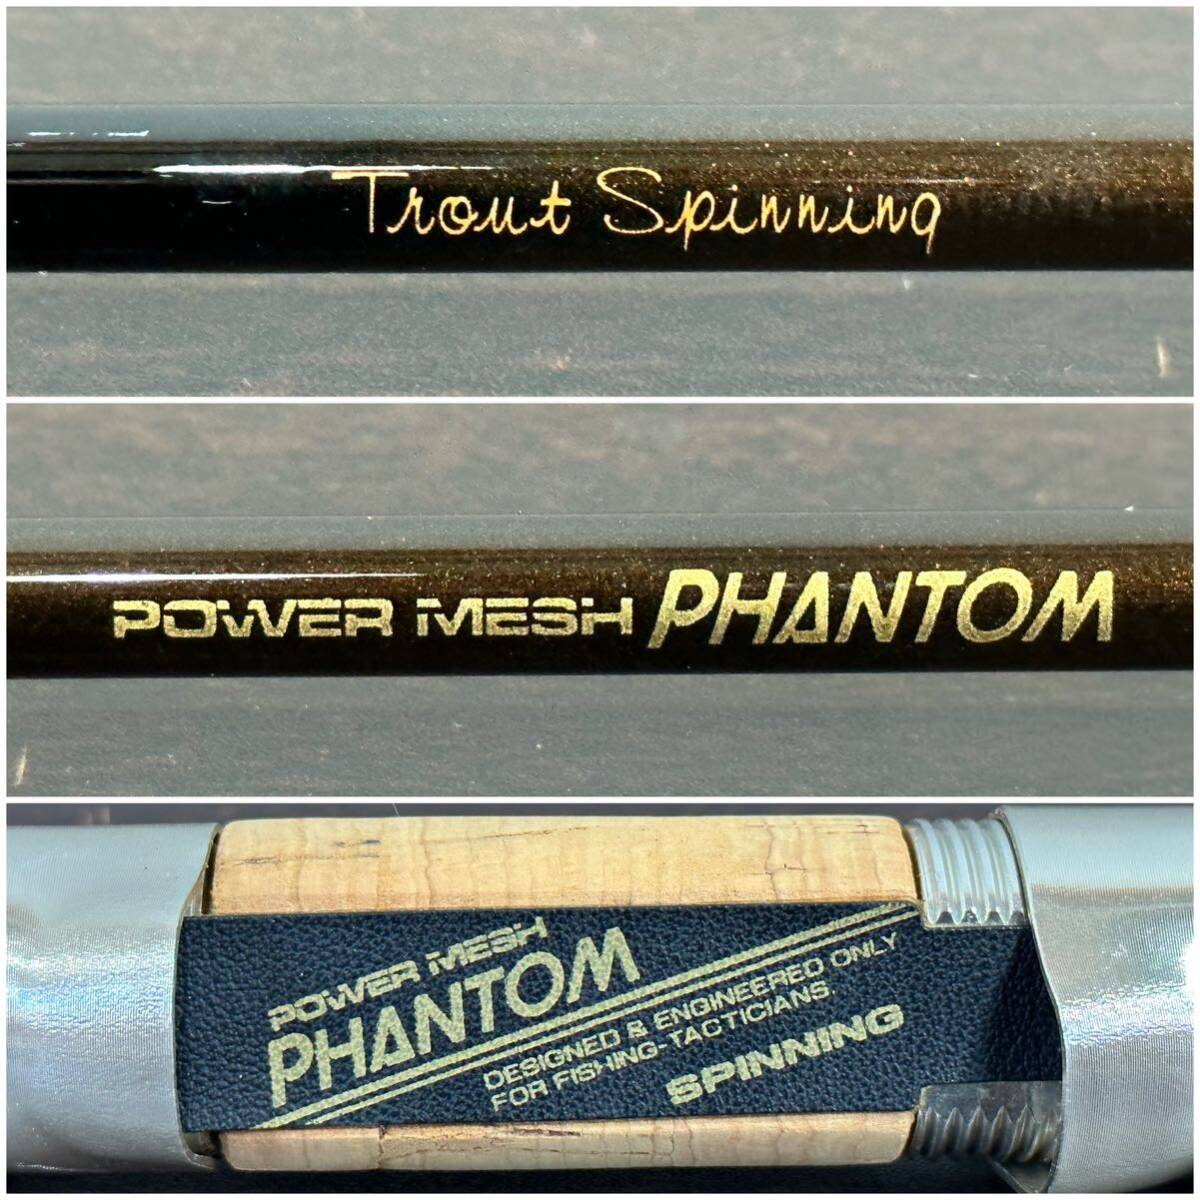 Trout Spinning
POWER MESH PHANTOM
POWER MESH
PHANTOM
DESIGNED & ENGINEERED ONLY
FOR FISHING-TACTICIANS.
SPINNING